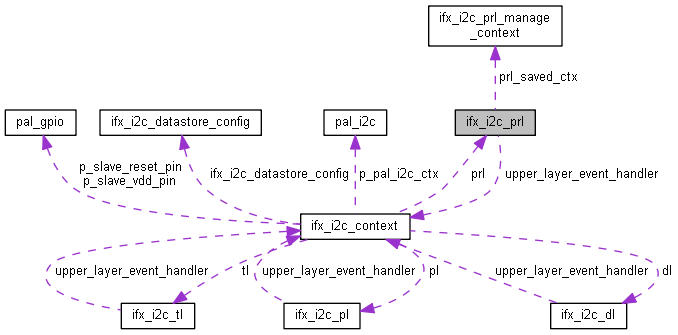 ifx_i2c_prl_manage
_context
prl_saved_ctx
pal_gpio
ifx_i2c_datastore_config
pal_i2c
ifx_i2c_prl
p_slave_reset_pin
p_slave_vdd_pin
ifx_i2c_datastore_config
p_pal_i2c_ctx
prl
upper_layer_event_handler
ifx_i2c_context
upper_layer_event_handler
tl
upper_layer_event_handler
pl
upper_layer_event_handler
dl
ifx_i2c_tl
ifx_i2c_pl
ifx_i2c_dl